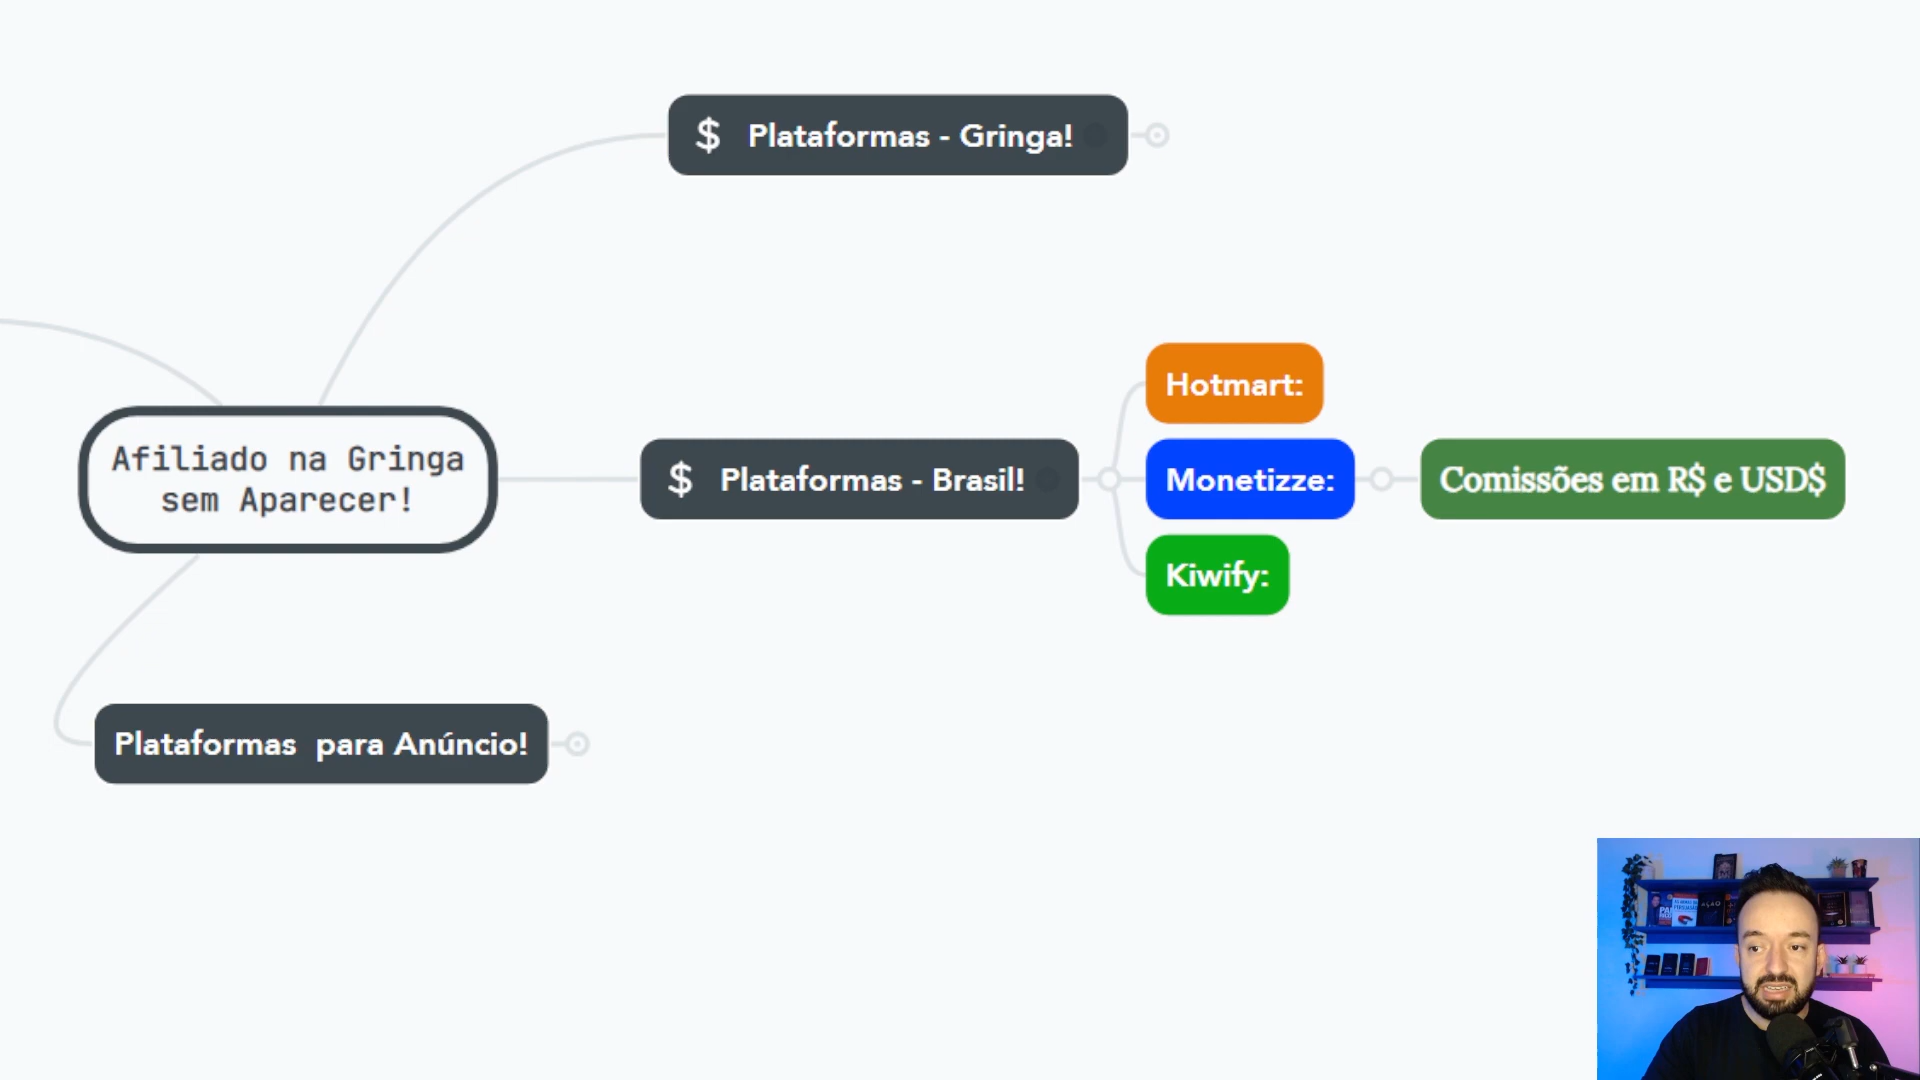 $ Plataformas - Gringa!
Afiliado na Gringa
sem Aparecer!
$ Plataformas - Brasil!
Hotmart:
Monetizze:
Kiwify:
Comissões em R$ e USD$
Plataformas  para Anúncio!